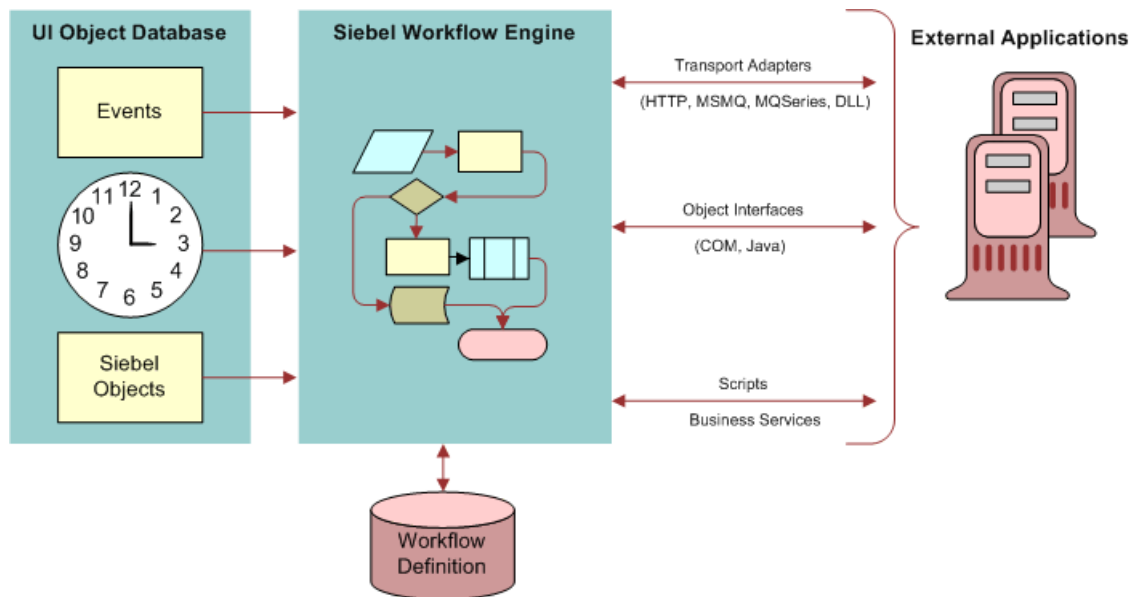 UI Object Database
Siebel Workflow Engine
External Applications
Events
12
1
2
3
4
5
6
7
8
9
10
11
Siebel
Objects
Transport Adapters
(HTTP, MSMQ, MQSeries, DLL)
Object Interfaces
(COM, Java)
Scripts
Business Services
Workflow
Definition